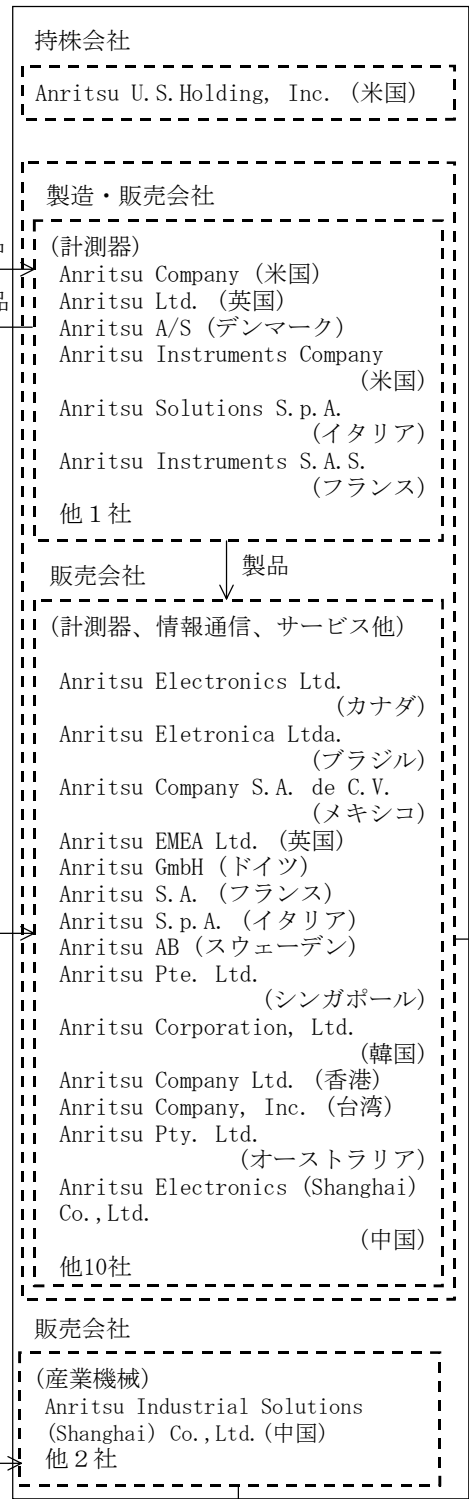 持株会社
Anritsu U.S.Holding, Inc. (米国)
製造・販売会社
(計測器)
Anritsu Company (米国)
Anritsu Ltd. (英国)
品
Anritsu A/S (デンマーク)
Anritsu Instruments Company
(米国)
Anritsu Solutions S.p.A.
(イタリア)
Anritsu Instruments S.A.S.
(フランス)
他1社
製品
販売会社
(計測器、情報通信、サービス他)
Anritsu Electronics Ltd.
(カナダ)
Anritsu Eletronica Ltda.
(ブラジル)
Anritsu Company S.A. de C.V.
(メキシコ)
Anritsu EMEA Ltd. (英国)
Anritsu GmbH (ドイツ)
Anritsu S.A. (フランス)
Anritsu S.p.A. (イタリア)
Anritsu AB (スウェーデン)
Anritsu Pte. Ltd.
(シンガポール)
Anritsu Corporation, Ltd.
(韓国)
Anritsu Company Ltd. (香港)
Anritsu Company, Inc. (台湾)
Anritsu Pty. Ltd.
(オーストラリア)
Anritsu Electronics (Shanghai)
Co.,Ltd.
(中国)
他10社
販売会社
(産業機械)
Anritsu Industrial Solutions
(Shanghai) Co.,Ltd.(中国)
他2社